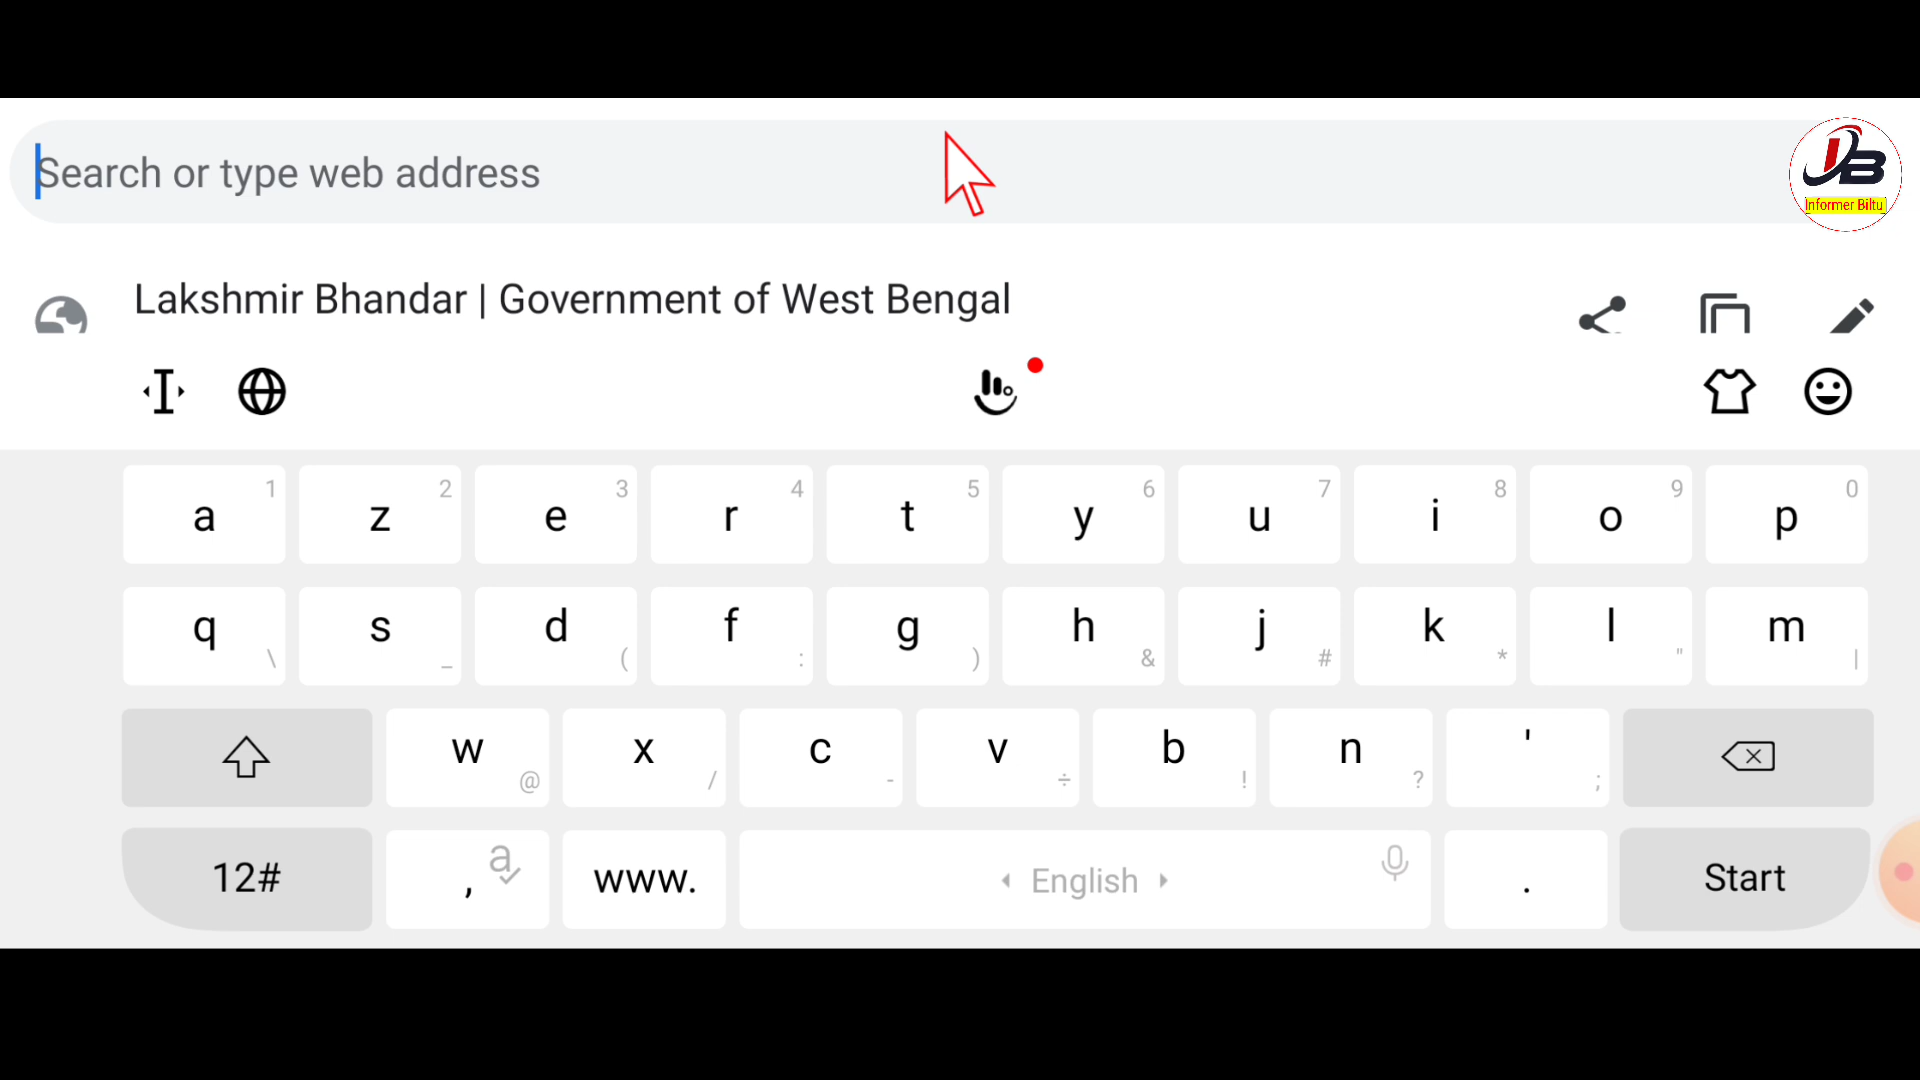 Search or type web address
IB
Informer Biltu
Lakshmir Bhandar | Government of West Bengal
a 1 z 2 e 3 r 4 t 5 y 6 u 7 i 8 o 9 p 0
q \ s _ d ( f : g ) h & j # k * l " m |
w @ x / c - v ÷ b ! n ? ' ;
12# , a www. English . Start